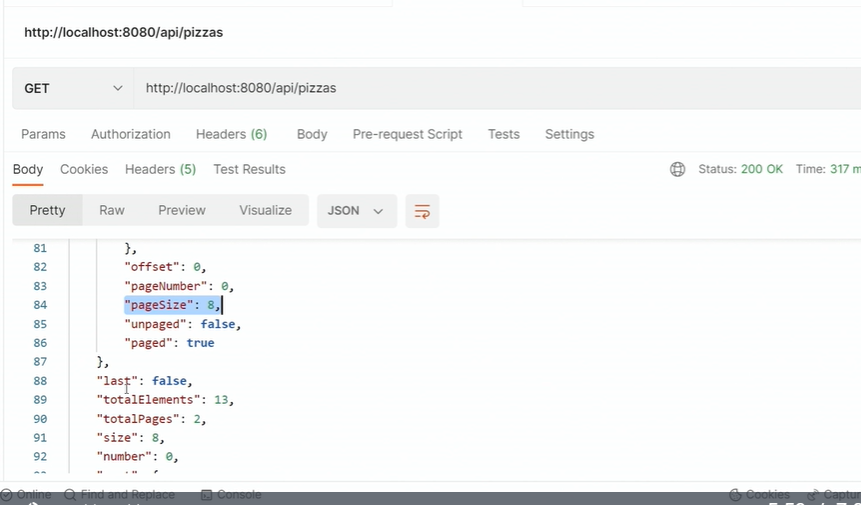 http://localhost:8080/api/pizzas
GET http://localhost:8080/api/pizzas
Params Authorization Headers (6) Body Pre-request Script Tests Settings
Body Cookies Headers (5) Test Results Status: 200 OK Time: 317 m
Pretty Raw Preview Visualize JSON
81 },
82 "offset": 0,
83 "pageNumber": 0,
84 "pageSize": 8,
85 "unpaged": false,
86 "paged": true
87 },
88 "last": false,
89 "totalElements": 13,
90 "totalPages": 2,
91 "size": 8,
92 "number": 0,
Online Find and Replace Console Cookies Captur